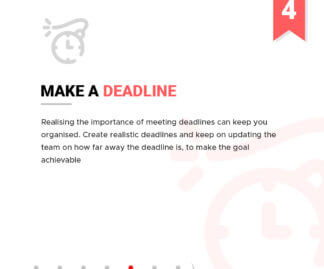 4
MAKE A DEADLINE
Realising the importance of meeting deadlines can keep you
organised. Create realistic deadlines and keep on updating the
team on how far away the deadline is, to make the goal
achievable